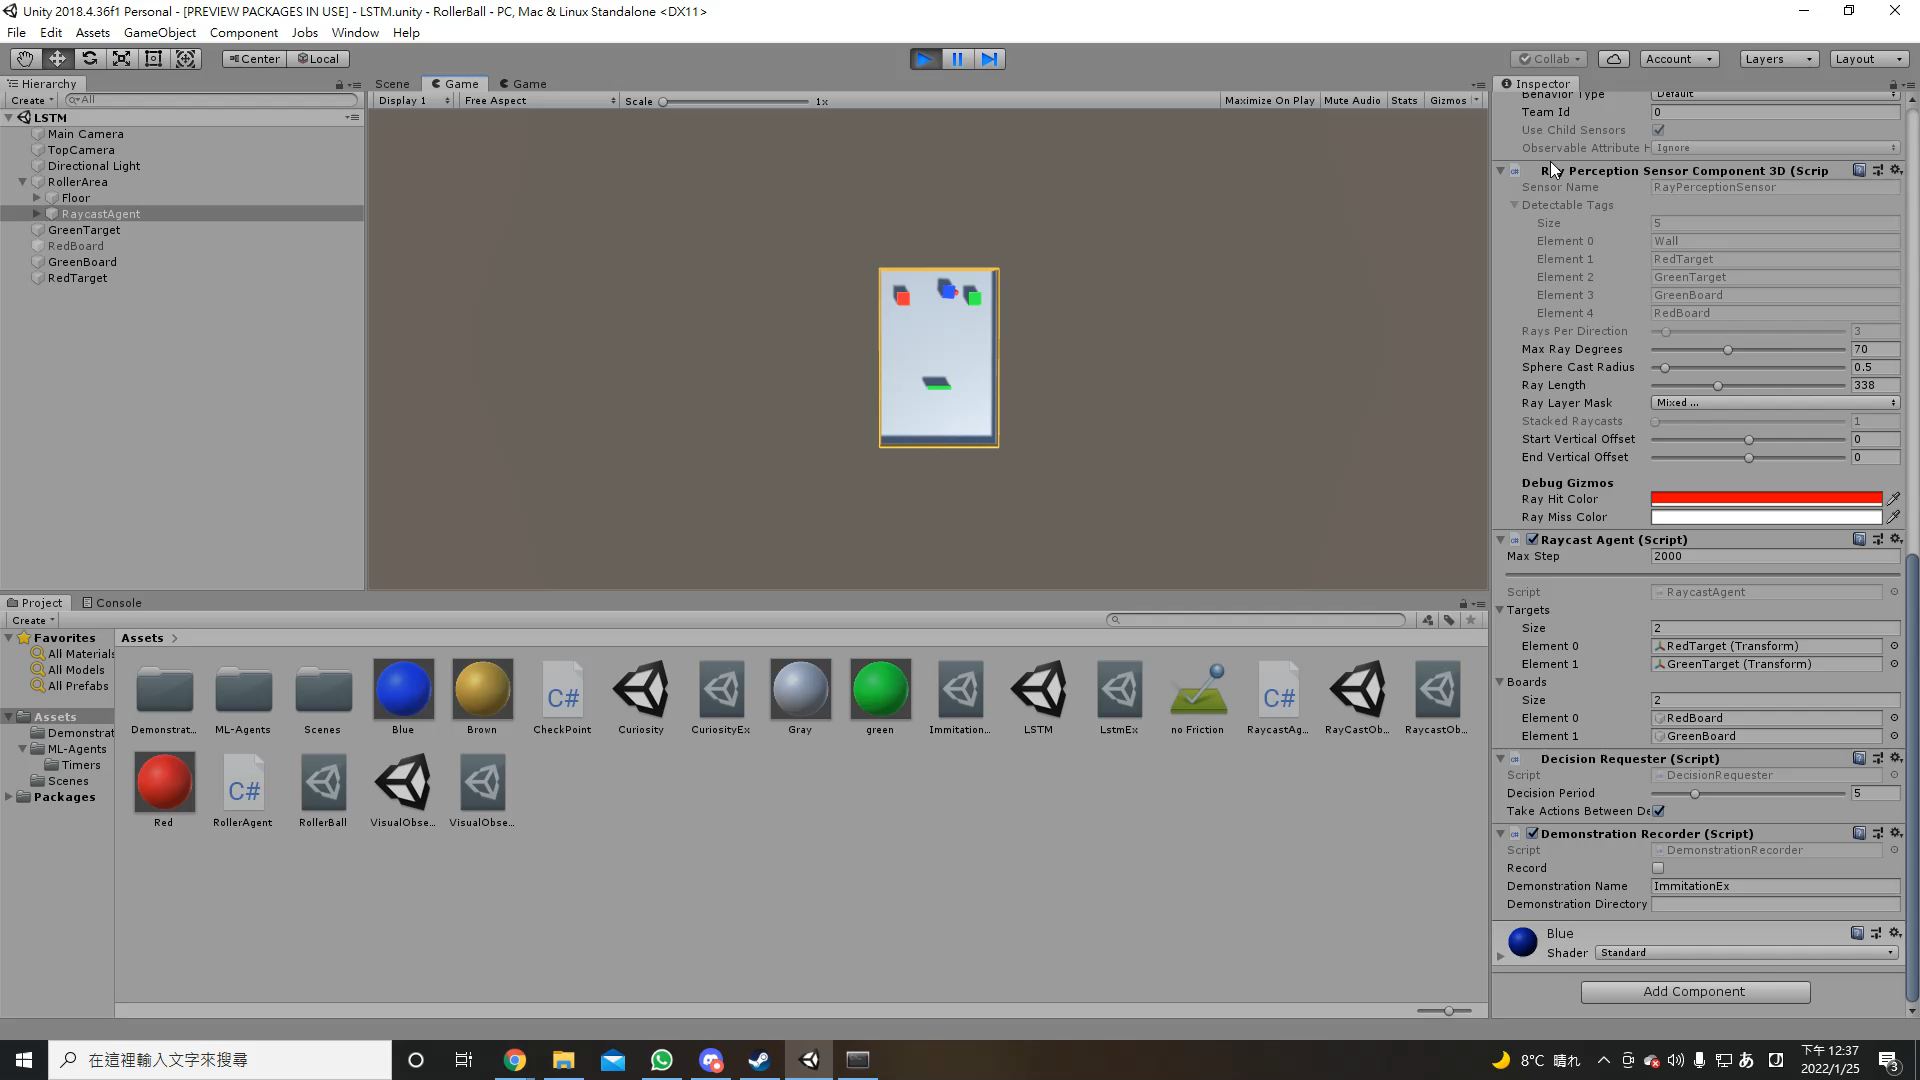 Unity 2018.4.36f1 Personal - [PREVIEW PACKAGES IN USE] - LSTM.unity - RollerBall - PC, Mac & Linux Standalone <DX11>
File Edit Assets GameObject Component Jobs Window Help
Center Local
Collab Account Layers Layout
Hierarchy
Create All
LSTM
Main Camera
TopCamera
Directional Light
RollerArea
Floor
RaycastAgent
GreenTarget
RedBoard
GreenBoard
RedTarget
Scene Game Game
Display 1 Free Aspect Scale 1x Maximize On Play Mute Audio Stats Gizmos
Inspector
Behavior Type Default
Team Id 0
Use Child Sensors
Observable Attribute H Ignore
Ray Perception Sensor Component 3D (Scrip
Sensor Name RayPerceptionSensor
Detectable Tags
Size 5
Element 0 Wall
Element 1 RedTarget
Element 2 GreenTarget
Element 3 GreenBoard
Element 4 RedBoard
Rays Per Direction 3
Max Ray Degrees 70
Sphere Cast Radius 0.5
Ray Length 338
Ray Layer Mask Mixed ...
Stacked Raycasts 1
Start Vertical Offset 0
End Vertical Offset 0
Debug Gizmos
Ray Hit Color
Ray Miss Color
Raycast Agent (Script)
Max Step 2000
Script RaycastAgent
Targets
Size 2
Element 0 RedTarget (Transform)
Element 1 GreenTarget (Transform)
Boards
Size 2
Element 0 RedBoard
Element 1 GreenBoard
Decision Requester (Script)
Script DecisionRequester
Decision Period 5
Take Actions Between De
Demonstration Recorder (Script)
Script DemonstrationRecorder
Record
Demonstration Name ImmitationEx
Demonstration Directory
Blue
Shader Standard
Add Component
Project Console
Create
Favorites
All Materials
All Models
All Prefabs
Assets
Demonstrat
ML-Agents
Timers
Scenes
Packages
Assets
Demonstrat... ML-Agents Scenes Blue Brown CheckPoint Curiosity CuriosityEx Gray green Immitation... LSTM LstmEx no Friction RaycastAg... RayCastOb... RaycastOb...
Red RollerAgent RollerBall VisualObse... VisualObse...
在這裡輸入文字來搜尋
8°C 晴れ あ 下午 12:37
2022/1/25
3